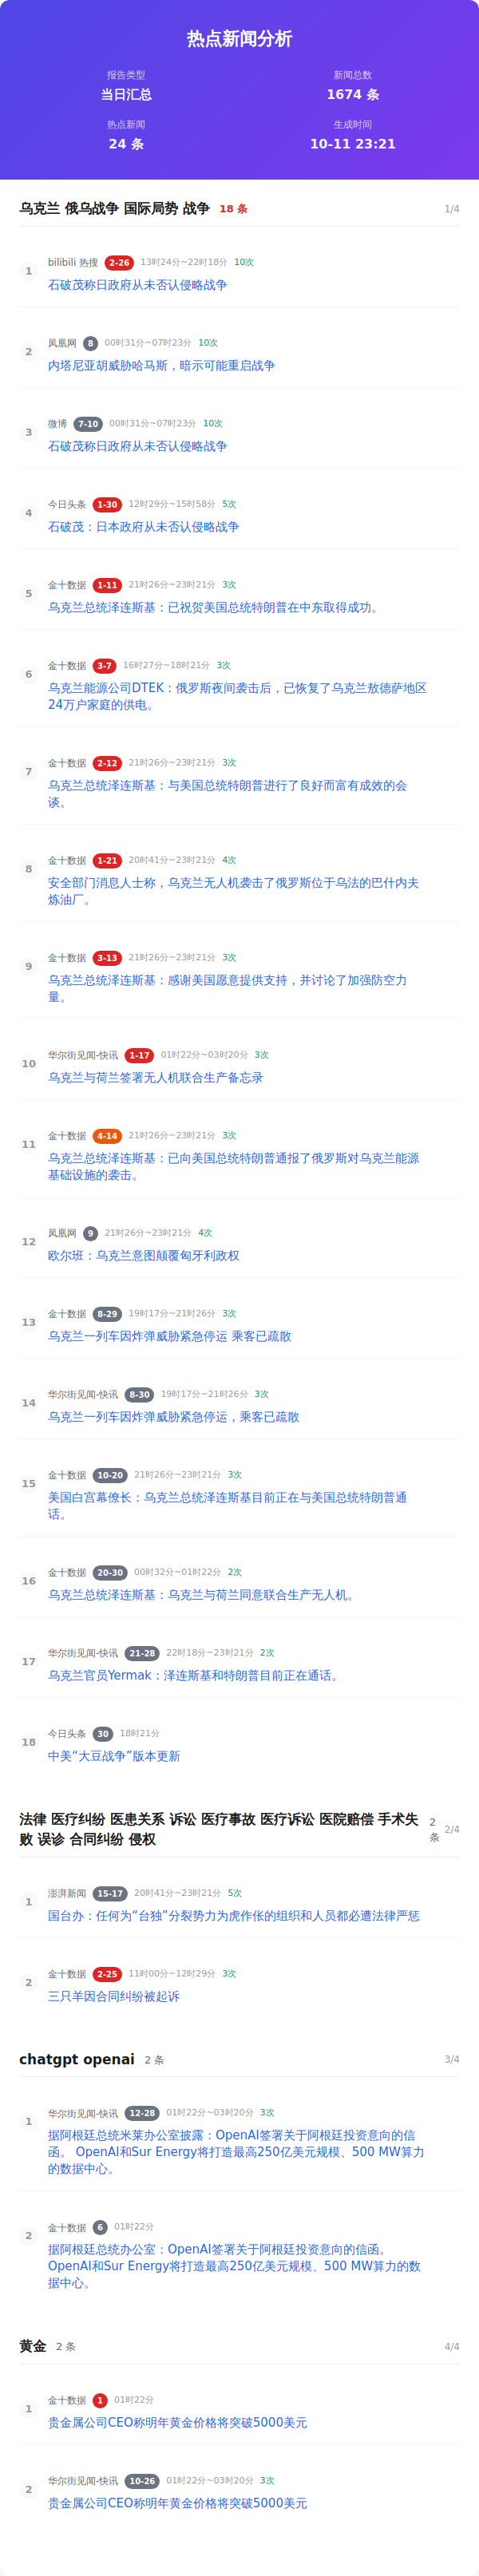 热点新闻分析
报告类型
新闻总数
当日汇总
1674 条
热点新闻
生成时间
24 条
10-11 23:21
乌克兰 俄乌战争 国际局势 战争 18 条 1/4
1
bilibili 热搜 2-26 13时24分~22时18分 10次
石破茂称日政府从未否认侵略战争
2
凤凰网 8 00时31分~07时23分 10次
内塔尼亚胡威胁哈马斯，暗示可能重启战争
3
微博 7-10 00时31分~07时23分 10次
石破茂称日政府从未否认侵略战争
4
今日头条 1-30 12时29分~15时58分 5次
石破茂：日本政府从未否认侵略战争
5
金十数据 1-11 21时26分~23时21分 3次
乌克兰总统泽连斯基：已祝贺美国总统特朗普在中东取得成功。
6
金十数据 3-7 16时27分~18时21分 3次
乌克兰能源公司DTEK：俄罗斯夜间袭击后，已恢复了乌克兰敖德萨地区
24万户家庭的供电。
7
金十数据 2-12 21时26分~23时21分 3次
乌克兰总统泽连斯基：与美国总统特朗普进行了良好而富有成效的会
谈。
8
金十数据 1-21 20时41分~23时21分 4次
安全部门消息人士称，乌克兰无人机袭击了俄罗斯位于乌法的巴什内夫
炼油厂。
9
金十数据 3-13 21时26分~23时21分 3次
乌克兰总统泽连斯基：感谢美国愿意提供支持，并讨论了加强防空力
量。
10
华尔街见闻-快讯 1-17 01时22分~03时20分 3次
乌克兰与荷兰签署无人机联合生产备忘录
11
金十数据 4-14 21时26分~23时21分 3次
乌克兰总统泽连斯基：已向美国总统特朗普通报了俄罗斯对乌克兰能源
基础设施的袭击。
12
凤凰网 9 21时26分~23时21分 4次
欧尔班：乌克兰意图颠覆匈牙利政权
13
金十数据 8-29 19时17分~21时26分 3次
乌克兰一列车因炸弹威胁紧急停运 乘客已疏散
14
华尔街见闻-快讯 8-30 19时17分~21时26分 3次
乌克兰一列车因炸弹威胁紧急停运，乘客已疏散
15
金十数据 10-20 21时26分~23时21分 3次
美国白宫幕僚长：乌克兰总统泽连斯基目前正在与美国总统特朗普通
话。
16
金十数据 20-30 00时32分~01时22分 2次
乌克兰总统泽连斯基：乌克兰与荷兰同意联合生产无人机。
17
华尔街见闻-快讯 21-28 22时18分~23时21分 2次
乌克兰官员Yermak：泽连斯基和特朗普目前正在通话。
18
今日头条 30 18时21分
中美“大豆战争”版本更新
法律 医疗纠纷 医患关系 诉讼 医疗事故 医疗诉讼 医院赔偿 手术失
败 误诊 合同纠纷 侵权
2
条
2/4
1
澎湃新闻 15-17 20时41分~23时21分 5次
国台办：任何为“台独”分裂势力为虎作伥的组织和人员都必遭法律严惩
2
金十数据 2-25 11时00分~12时29分 3次
三只羊因合同纠纷被起诉
chatgpt openai 2 条 3/4
1
华尔街见闻-快讯 12-28 01时22分~03时20分 3次
据阿根廷总统米莱办公室披露：OpenAI签署关于阿根廷投资意向的信
函。 OpenAI和Sur Energy将打造最高250亿美元规模、500 MW算力
的数据中心。
2
金十数据 6 01时22分
据阿根廷总统办公室：OpenAI签署关于阿根廷投资意向的信函。
OpenAI和Sur Energy将打造最高250亿美元规模、500 MW算力的数
据中心。
黄金 2 条 4/4
1
金十数据 1 01时22分
贵金属公司CEO称明年黄金价格将突破5000美元
2
华尔街见闻-快讯 10-26 01时22分~03时20分 3次
贵金属公司CEO称明年黄金价格将突破5000美元